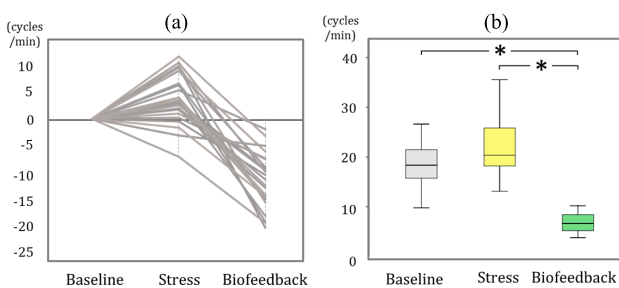 (a)
(cycles
/min)
10
5
0
-5
-10
-15
-20
-25
Baseline Stress Biofeedback
(b)
(cycles
/min)
40
30
20
10
0
* 
*
Baseline Stress Biofeedback